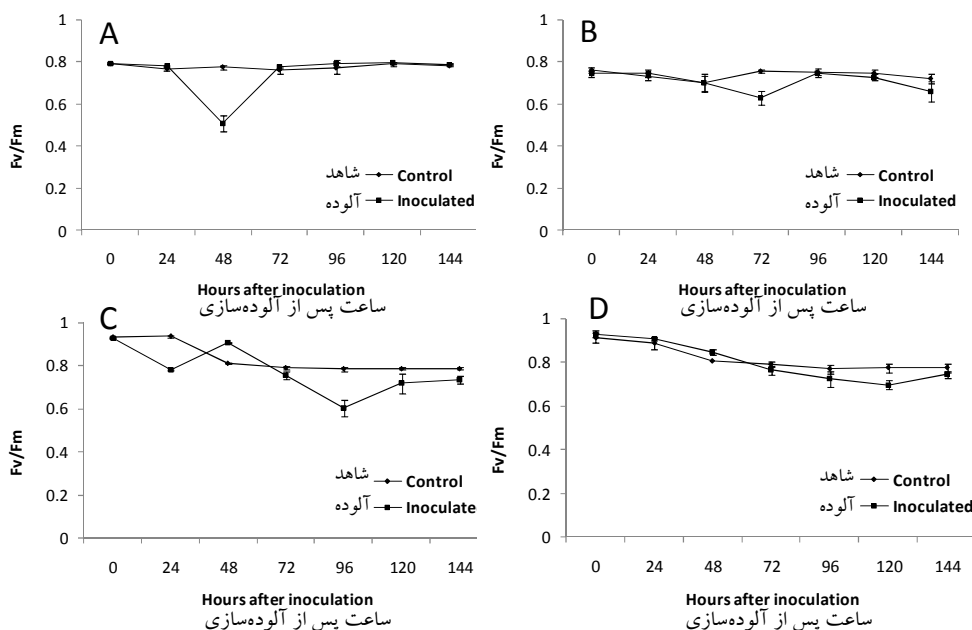 A
Fv/Fm
1
0.8
0.6
0.4
0.2
0
شاهد Control
آلوده Inoculated
0 24 48 72 96 120 144
Hours after inoculation
ساعت پس از آلوده‌سازی
B
Fv/Fm
1
0.8
0.6
0.4
0.2
0
شاهد Control
آلوده Inoculated
0 24 48 72 96 120 144
Hours after inoculation
ساعت پس از آلوده‌سازی
C
Fv/Fm
1
0.8
0.6
0.4
0.2
0
شاهد Control
آلوده Inoculate
0 24 48 72 96 120 144
Hours after inoculation
ساعت پس از آلوده‌سازی
D
Fv/Fm
1
0.8
0.6
0.4
0.2
0
شاهد Control
آلوده Inoculated
0 24 48 72 96 120 144
Hours after inoculation
ساعت پس از آلوده‌سازی